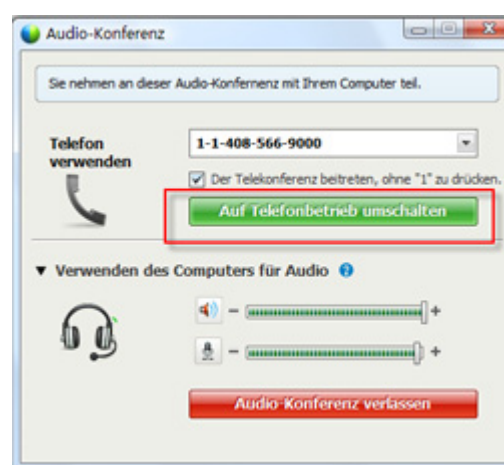 Audio-Konferenz
Sie nehmen an dieser Audio-Konfernenz mit Ihrem Computer teil.
Telefon
verwenden
1-1-408-566-9000
Der Telekonferenz beitreten, ohne "1" zu drücken.
Auf Telefonbetrieb umschalten
Verwenden des Computers für Audio
Audio-Konferenz verlassen